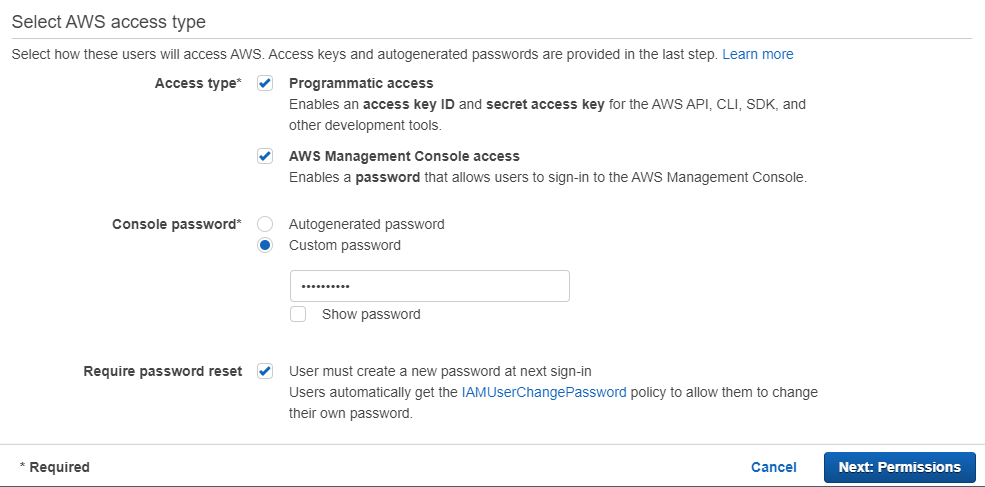 Select AWS access type
Select how these users will access AWS. Access keys and autogenerated passwords are provided in the last step. Learn more
Access type* Programmatic access
Enables an access key ID and secret access key for the AWS API, CLI, SDK, and
other development tools.
AWS Management Console access
Enables a password that allows users to sign-in to the AWS Management Console.
Console password* Autogenerated password
Custom password
••••••••••
Show password
Require password reset User must create a new password at next sign-in
Users automatically get the IAMUserChangePassword policy to allow them to change
their own password.
* Required Cancel Next: Permissions